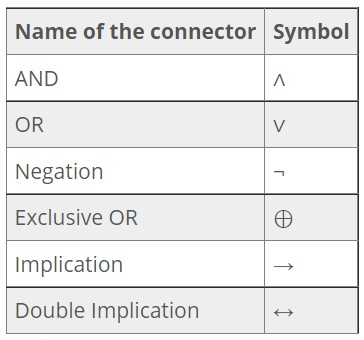 Name of the connector Symbol
AND ∧
OR ∨
Negation ¬
Exclusive OR ⊕
Implication →
Double Implication ↔